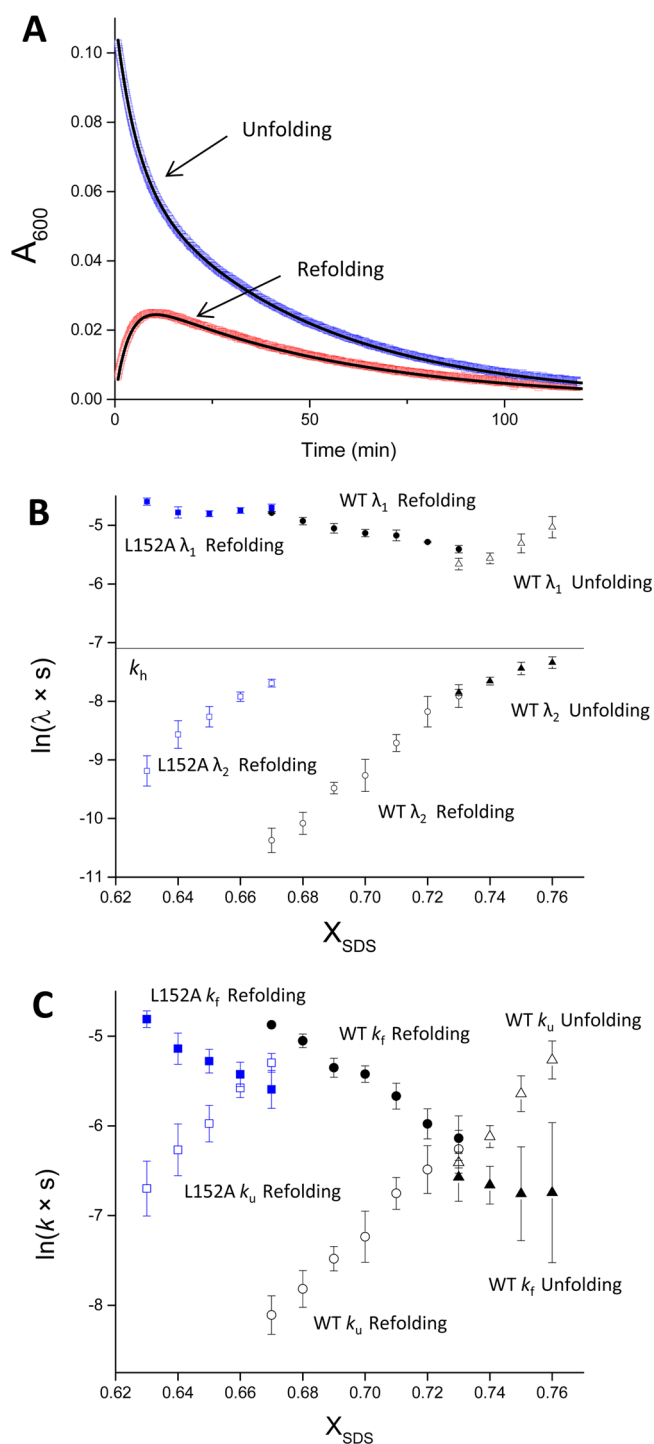 A
0.10
0.08
0.06
0.04
0.02
0.00
A600
Unfolding
Refolding
0
50
100
Time (min)
B
-5
-6
-7
-8
-9
-10
-11
ln(λ × s)
WT λ1 Refolding
L152A λ1 Refolding
WT λ1 Unfolding
kh
WT λ2 Unfolding
L152A λ2 Refolding
WT λ2 Refolding
0.62 0.64 0.66 0.68 0.70 0.72 0.74 0.76
XSDS
C
-5
-6
-7
-8
ln(k × s)
L152A kf Refolding
WT kf Refolding
WT ku Unfolding
L152A ku Refolding
WT kf Unfolding
WT ku Refolding
0.62 0.64 0.66 0.68 0.70 0.72 0.74 0.76
XSDS